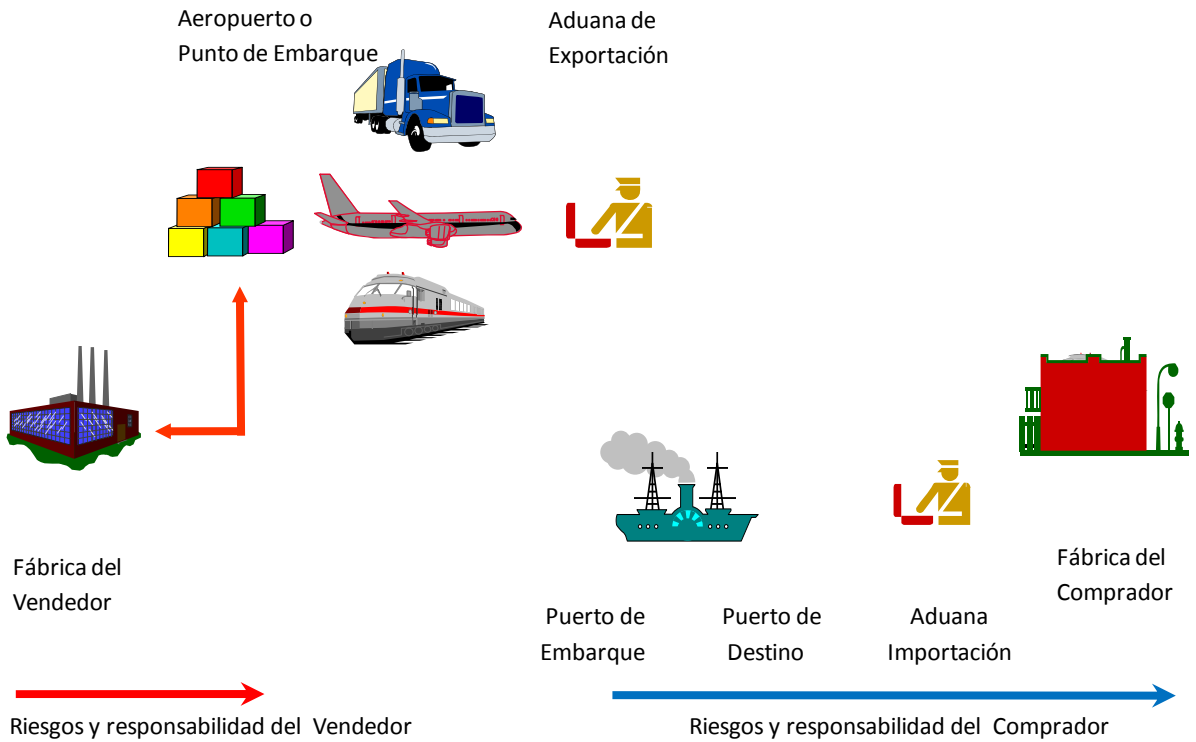 Aeropuerto o
Punto de Embarque
Aduana de
Exportación
Fábrica del
Vendedor
Fábrica del
Comprador
Puerto de
Embarque
Puerto de
Destino
Aduana
Importación
Riesgos y responsabilidad del Vendedor
Riesgos y responsabilidad del Comprador